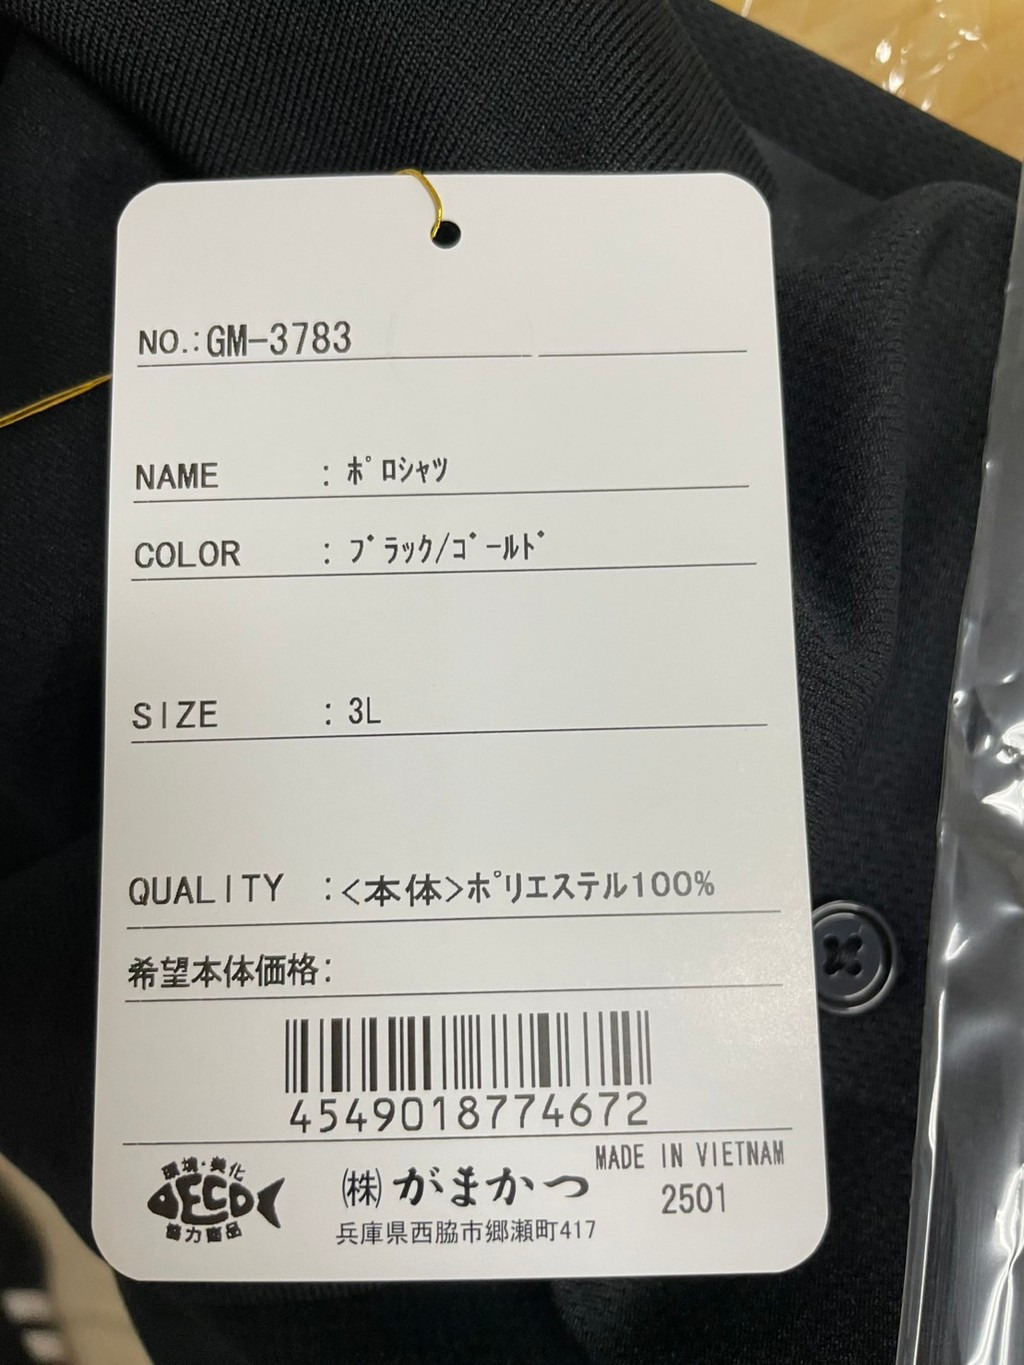 NO.:GM-3783
NAME : ポロシャツ
COLOR : ブラック/ゴールド
SIZE : 3L
QUALITY :<本体>ポリエステル100%
希望本体価格:
4549018774672
MADE IN VIETNAM
2501
環境・美化
ECO
協力商品
(株)がまかつ
兵庫県西脇市郷瀬町417